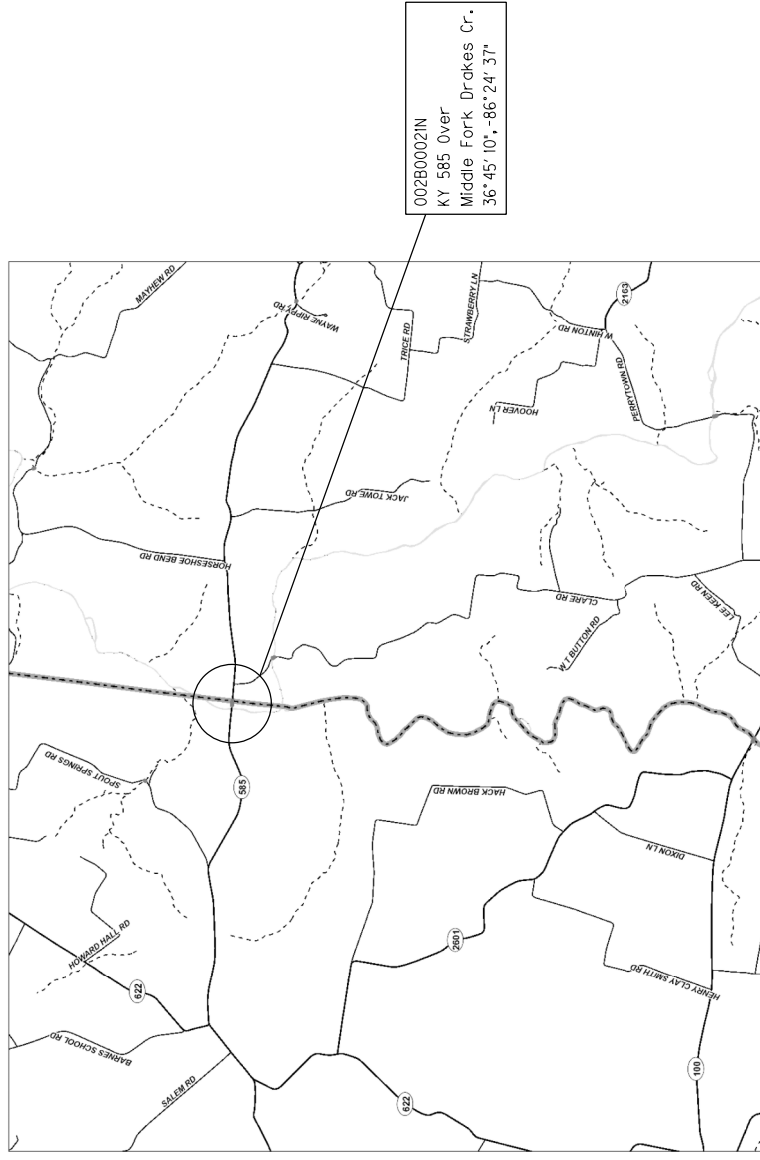 002B00021N
KY 585 Over
Middle Fork Drakes Cr.
36°45'10", -86°24'37"
MAYHEW RD
WAYNE RIPPY RD
TRICE RD
STRAWBERRY LN
W HINTON RD
2163
HOOVER LN
PERRYTOWN RD
JACK TOWE RD
HORSESHOE BEND RD
CLARE RD
LEE KEEN RD
W T BUTTON RD
SPOUT SPRINGS RD
585
HACK BROWN RD
DIXON LN
HOWARD HALL RD
2601
HENRY CLAY SMITH RD
622
BARNES SCHOOL RD
SALEM RD
622
100